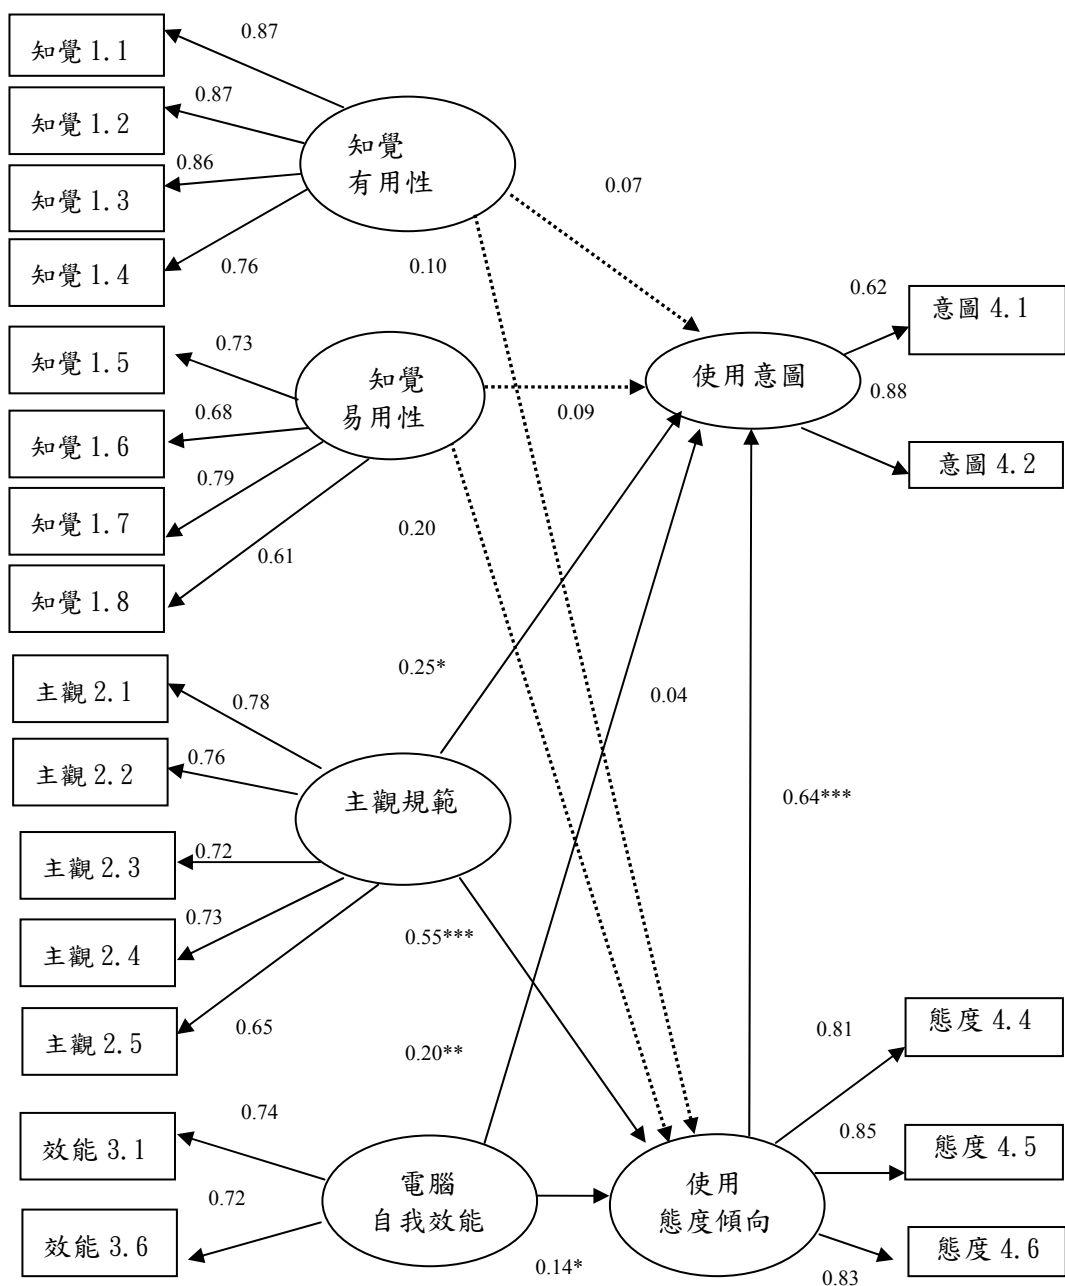 知覺 1.1
0.87
知覺 1.2
0.87
知覺 1.3
0.86
知覺 1.4
0.76
知覺
有用性
0.07
0.10
知覺 1.5
0.73
知覺 1.6
0.68
知覺 1.7
0.79
知覺 1.8
0.61
知覺
易用性
0.09
0.20
使用意圖
0.62
意圖 4.1
0.88
意圖 4.2
主觀 2.1
0.78
主觀 2.2
0.76
主觀 2.3
0.72
主觀 2.4
0.73
主觀 2.5
0.65
主觀規範
0.25*
0.04
0.64***
0.55***
0.20**
效能 3.1
0.74
效能 3.6
0.72
電腦
自我效能
0.14*
使用
態度傾向
0.81
態度 4.4
0.85
態度 4.5
0.83
態度 4.6